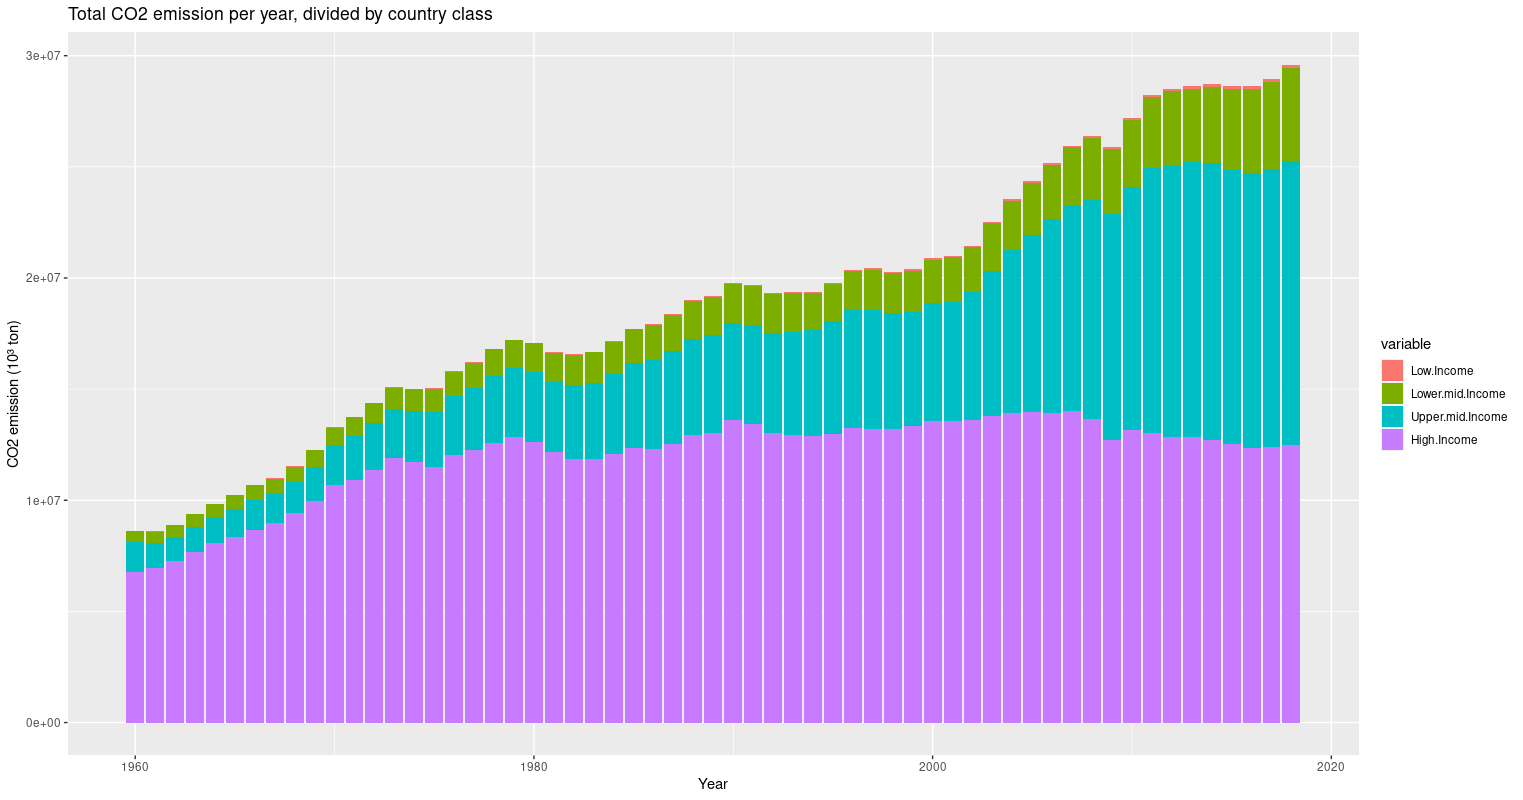 Total CO2 emission per year, divided by country class
3e+07
2e+07
1e+07
0e+00
CO2 emission (10³ ton)
1960
1980
2000
2020
Year
variable
Low.Income
Lower.mid.Income
Upper.mid.Income
High.Income